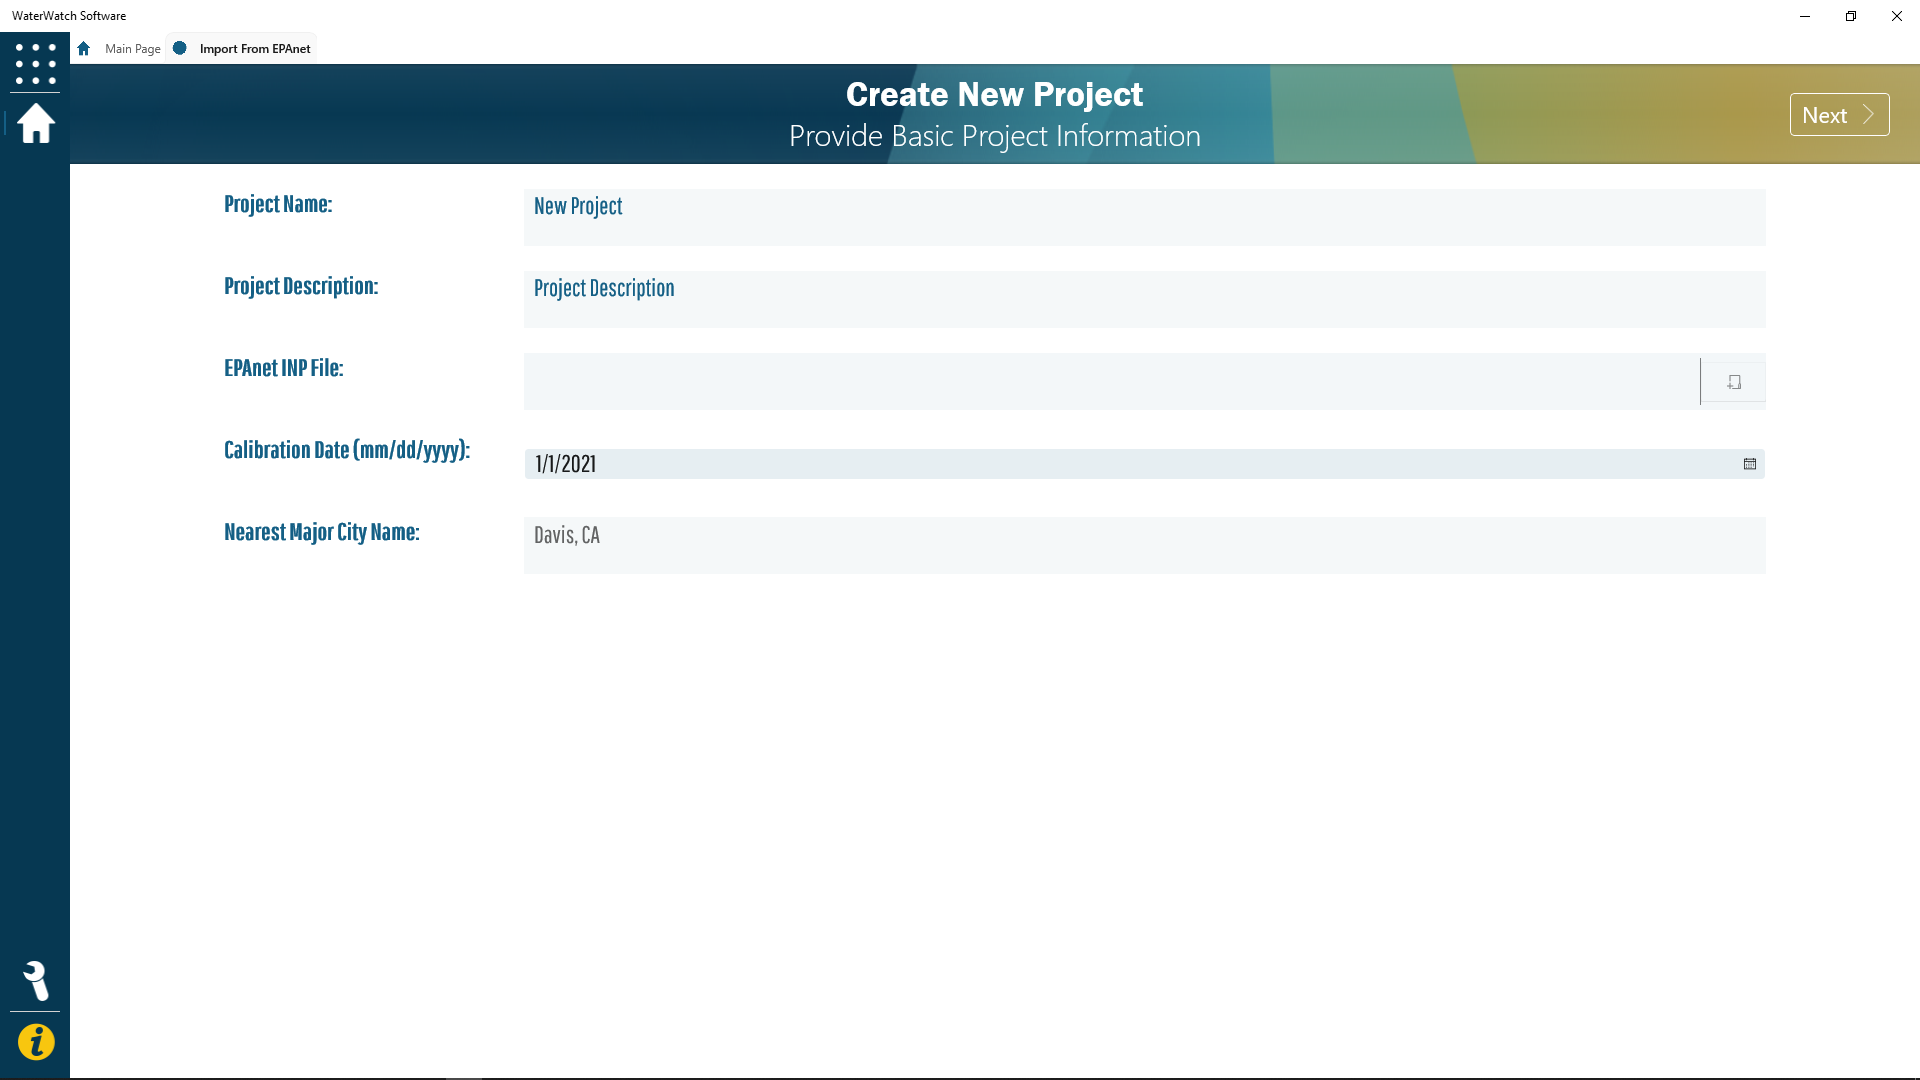 WaterWatch Software
Main Page
Import From EPAnet
Create New Project
Provide Basic Project Information
Next
Project Name:
New Project
Project Description:
Project Description
EPAnet INP File:
Calibration Date (mm/dd/yyyy):
1/1/2021
Nearest Major City Name:
Davis, CA